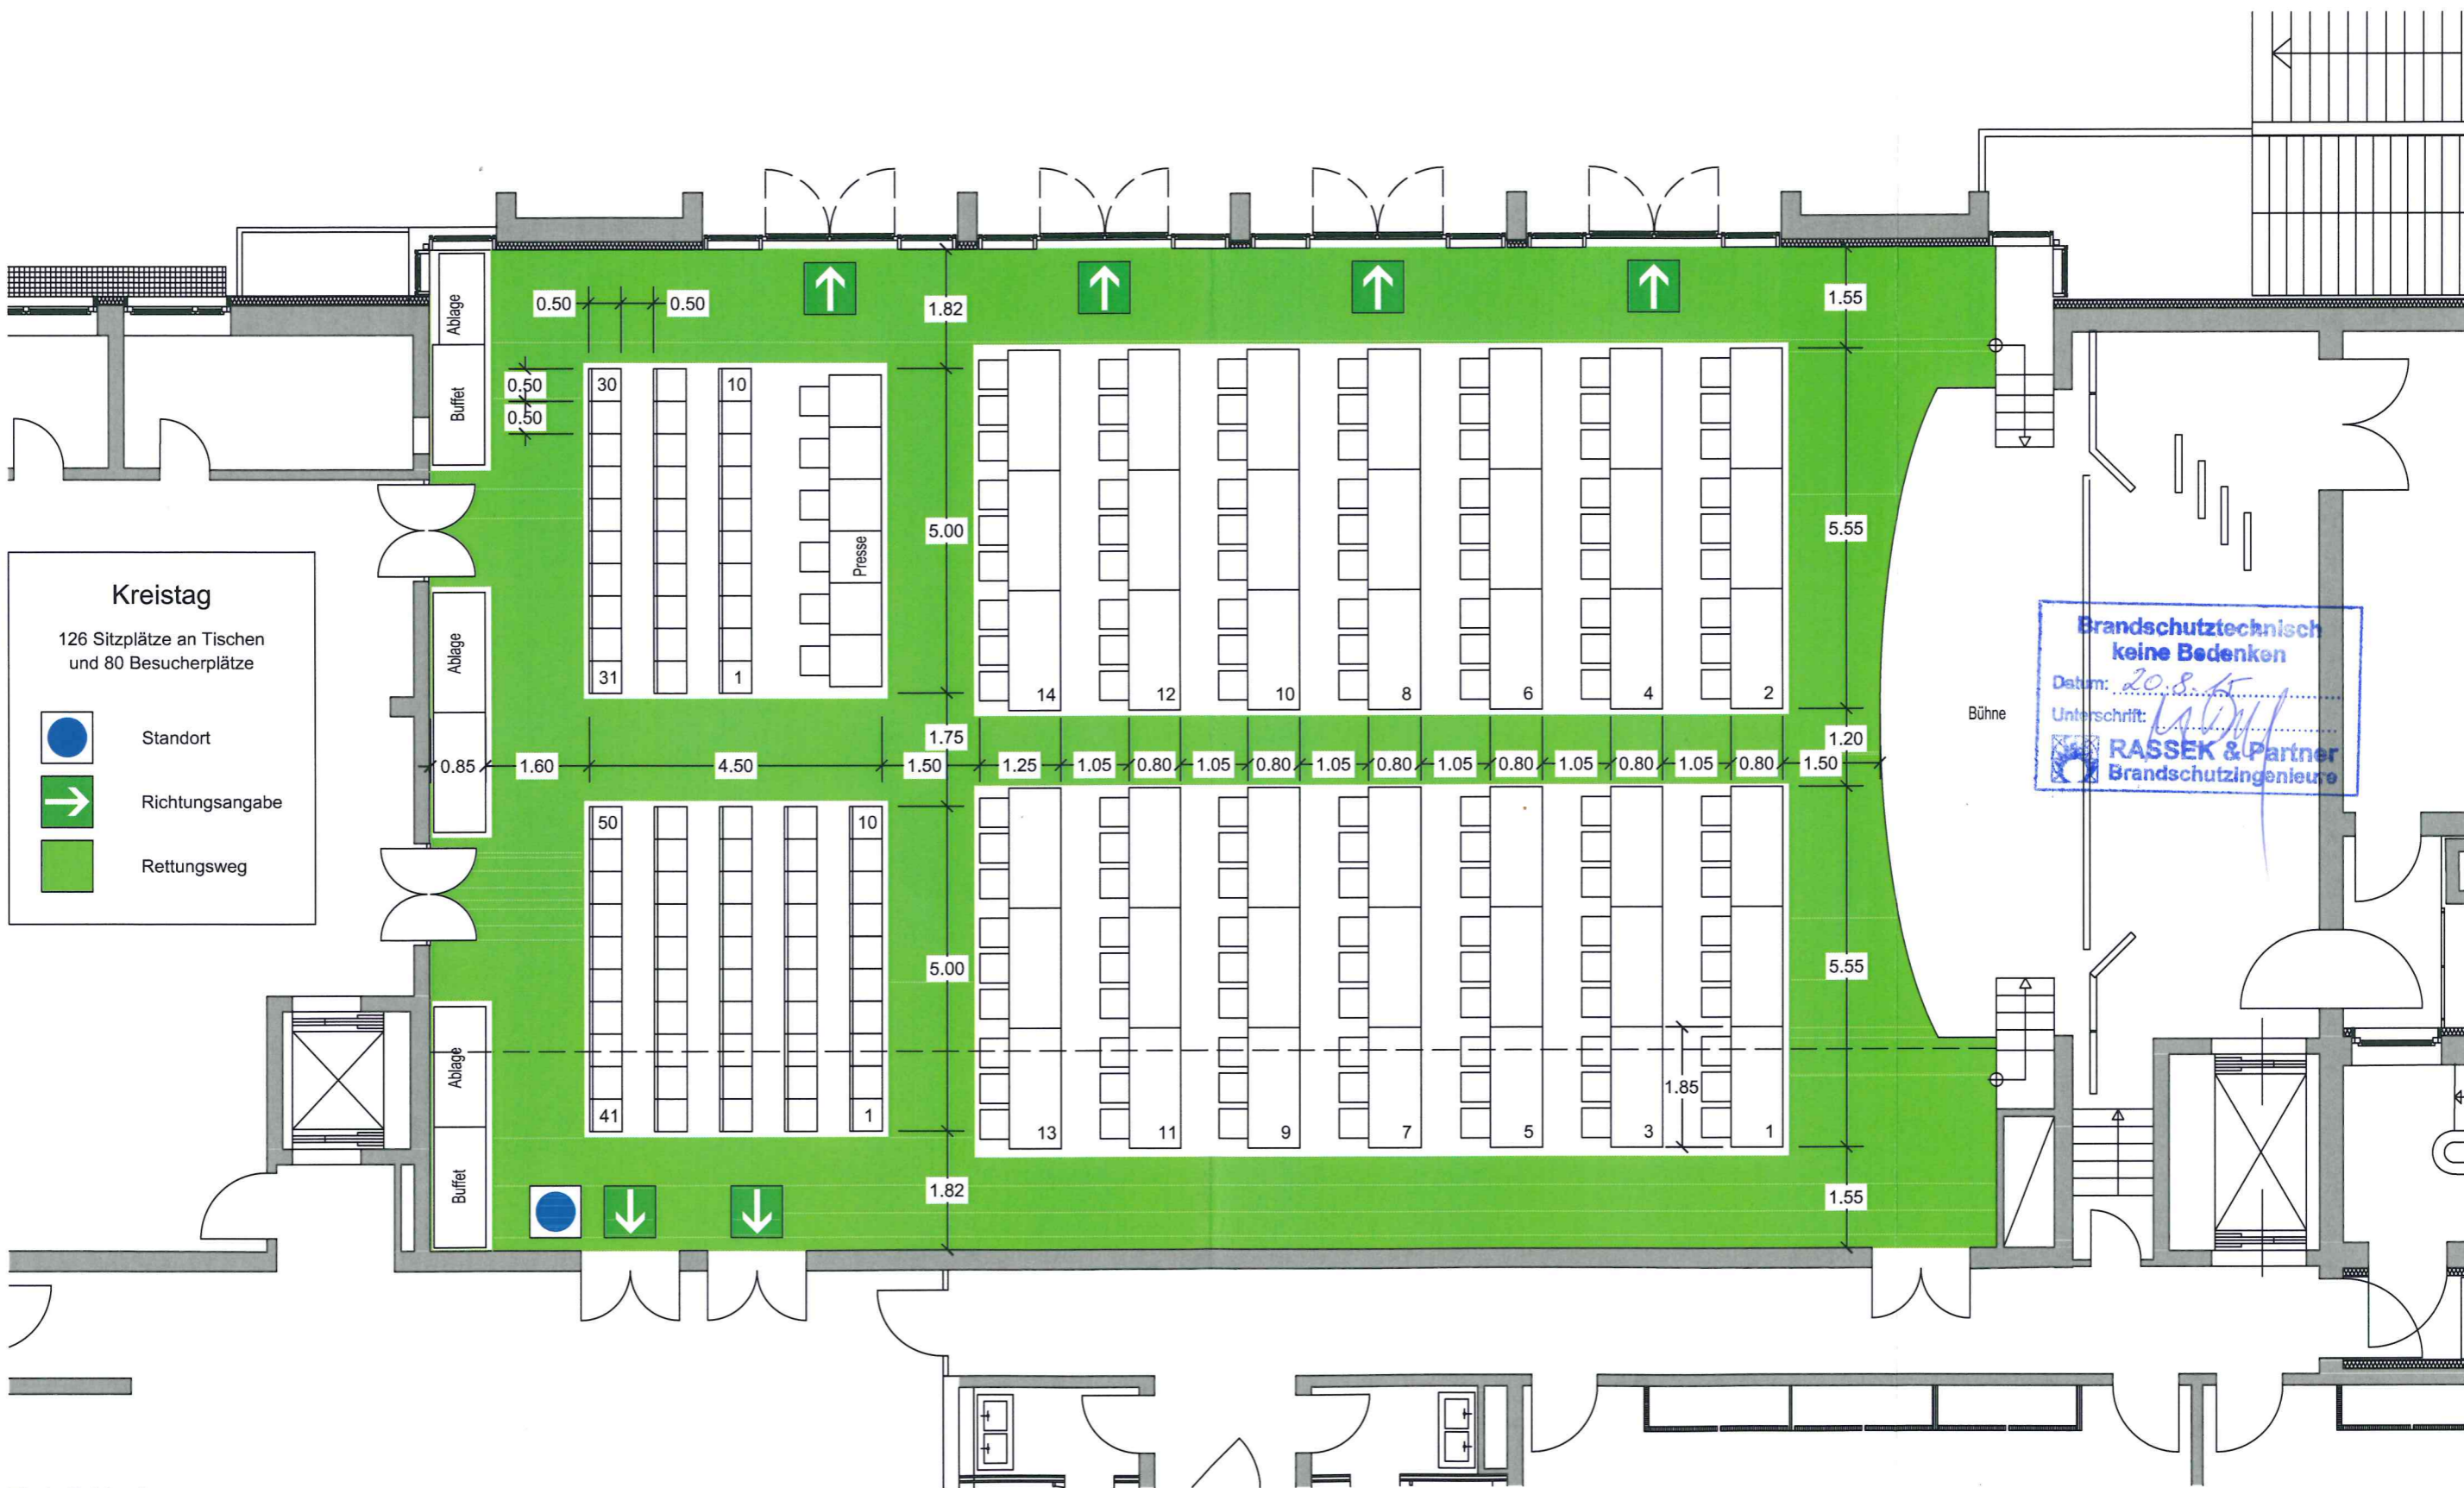 Kreistag
126 Sitzplätze an Tischen
und 80 Besucherplätze
Standort
Richtungsangabe
Rettungsweg
Ablage
Buffet
Ablage
Ablage
Buffet
0.50
0.50
0.50
0.50
30
10
31
1
Presse
1.82
5.00
1.75
5.00
1.82
14
12
10
8
6
4
2
1.55
5.55
1.20
5.55
1.55
0.85
1.60
4.50
1.50
1.25
1.05
0.80
1.05
0.80
1.05
0.80
1.05
0.80
1.05
0.80
1.05
0.80
1.50
50
10
41
1
13
11
9
7
5
3
1
1.85
Bühne
Brandschutztechnisch
keine Bedenken
Datum: 20.8.15
Unterschrift:
RASSEK & Partner
Brandschutzingenieure